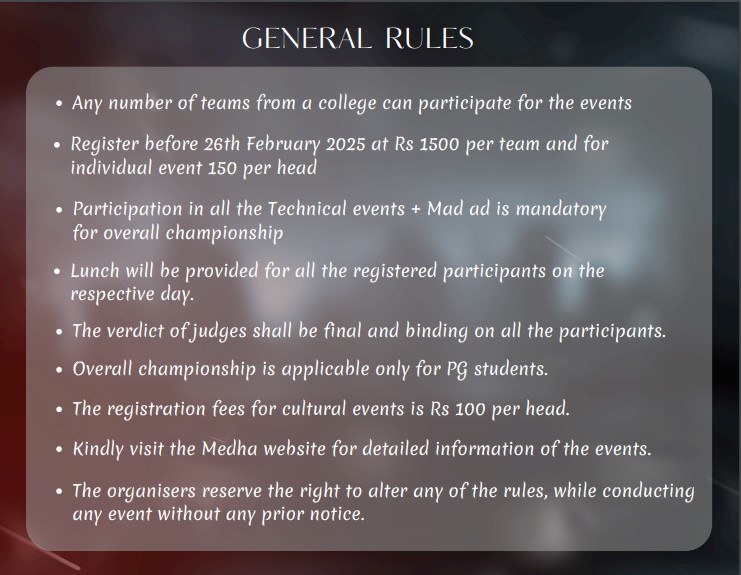 GENERAL RULES
• Any number of teams from a college can participate for the events
• Register before 26th February 2025 at Rs 1500 per team and for
individual event 150 per head
• Participation in all the Technical events + Mad ad is mandatory
for overall championship
• Lunch will be provided for all the registered participants on the
respective day.
• The verdict of judges shall be final and binding on all the participants.
• Overall championship is applicable only for PG students.
• The registration fees for cultural events is Rs 100 per head.
• Kindly visit the Medha website for detailed information of the events.
• The organisers reserve the right to alter any of the rules, while conducting
any event without any prior notice.